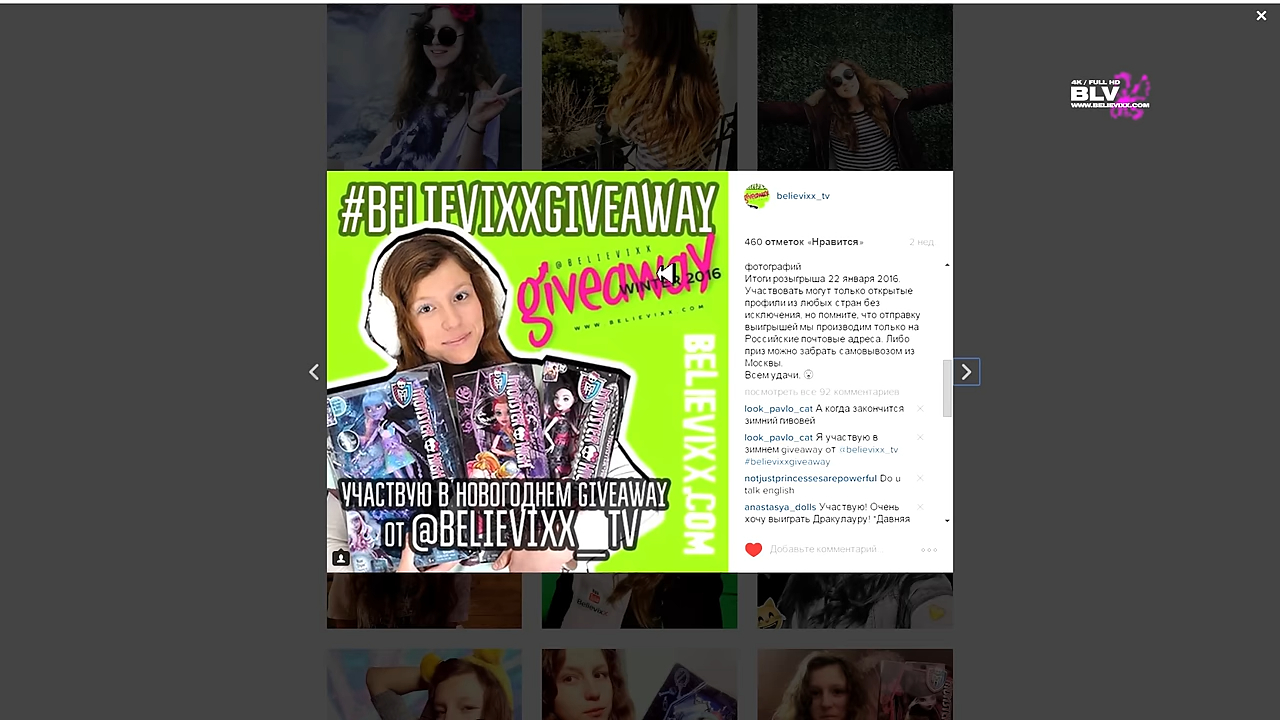 4K / FULL HD
BLV
WWW.BELIEVIXX.COM
#BELIEVIXXGIVEAWAY
@BELIEVIXX
giveaway
WINTER 2016
WWW.BELIEVIXX.COM
BELIEVIXX.COM
УЧАСТВУЮ В НОВОГОДНЕМ GIVEAWAY
ОТ @BELIEVIXX_TV
believixx_tv
460 отметок «Нравится»
2 нед.
фотографий
Итоги розыгрыша 22 января 2016.
Участвовать могут только открытые
профили из любых стран без
исключения, но помните, что отправку
выигрышей мы производим только на
Российские почтовые адреса. Либо
приз можно забрать самовывозом из
Москвы.
Всем удачи.
посмотреть все 92 комментариев
look_pavlo_cat А когда закончится
зимний гивовей
look_pavlo_cat Я участвую в
зимнем giveaway от @believixx_tv
#believixxgiveaway
notjustprincessesarepowerful Do u
talk english
anastasya_dolls Участвую! Очень
хочу выиграть Дракулауру! "Давняя
Добавьте комментарий...
Believixx